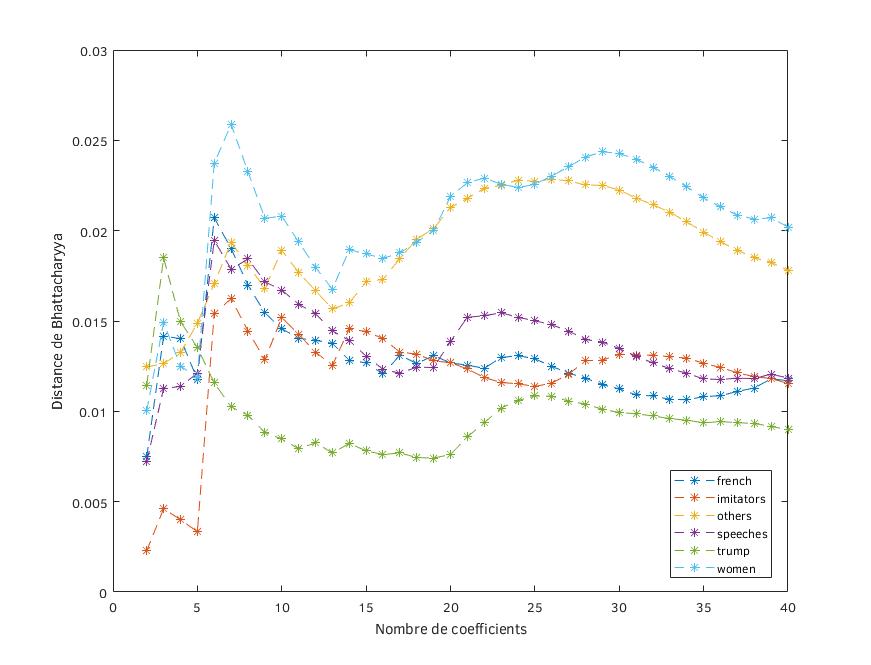 0.03
0.025
0.02
0.015
0.01
0.005
0
Distance de Bhattacharyya
0 5 10 15 20 25 30 35 40
Nombre de coefficients
french
imitators
others
speeches
trump
women